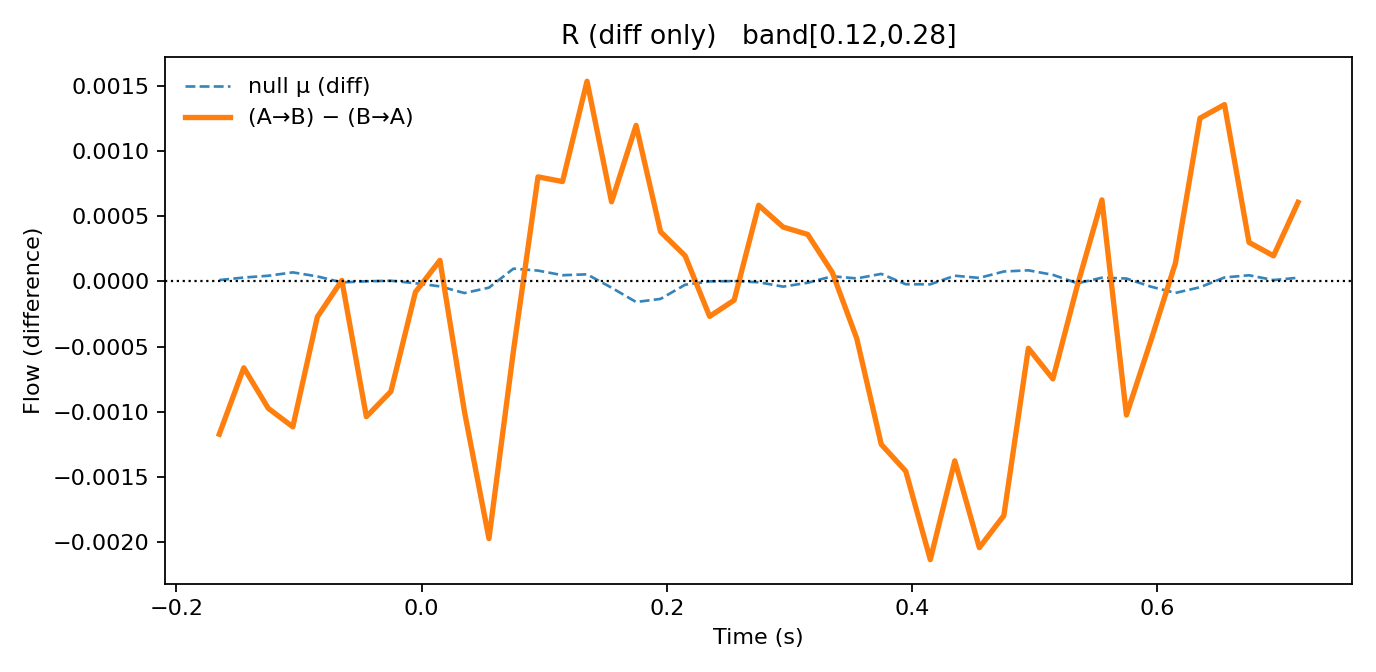 R (diff only)   band[0.12,0.28]
null μ (diff)
(A→B) − (B→A)
0.0015
0.0010
0.0005
0.0000
−0.0005
−0.0010
−0.0015
−0.0020
Flow (difference)
−0.2
0.0
0.2
0.4
0.6
Time (s)